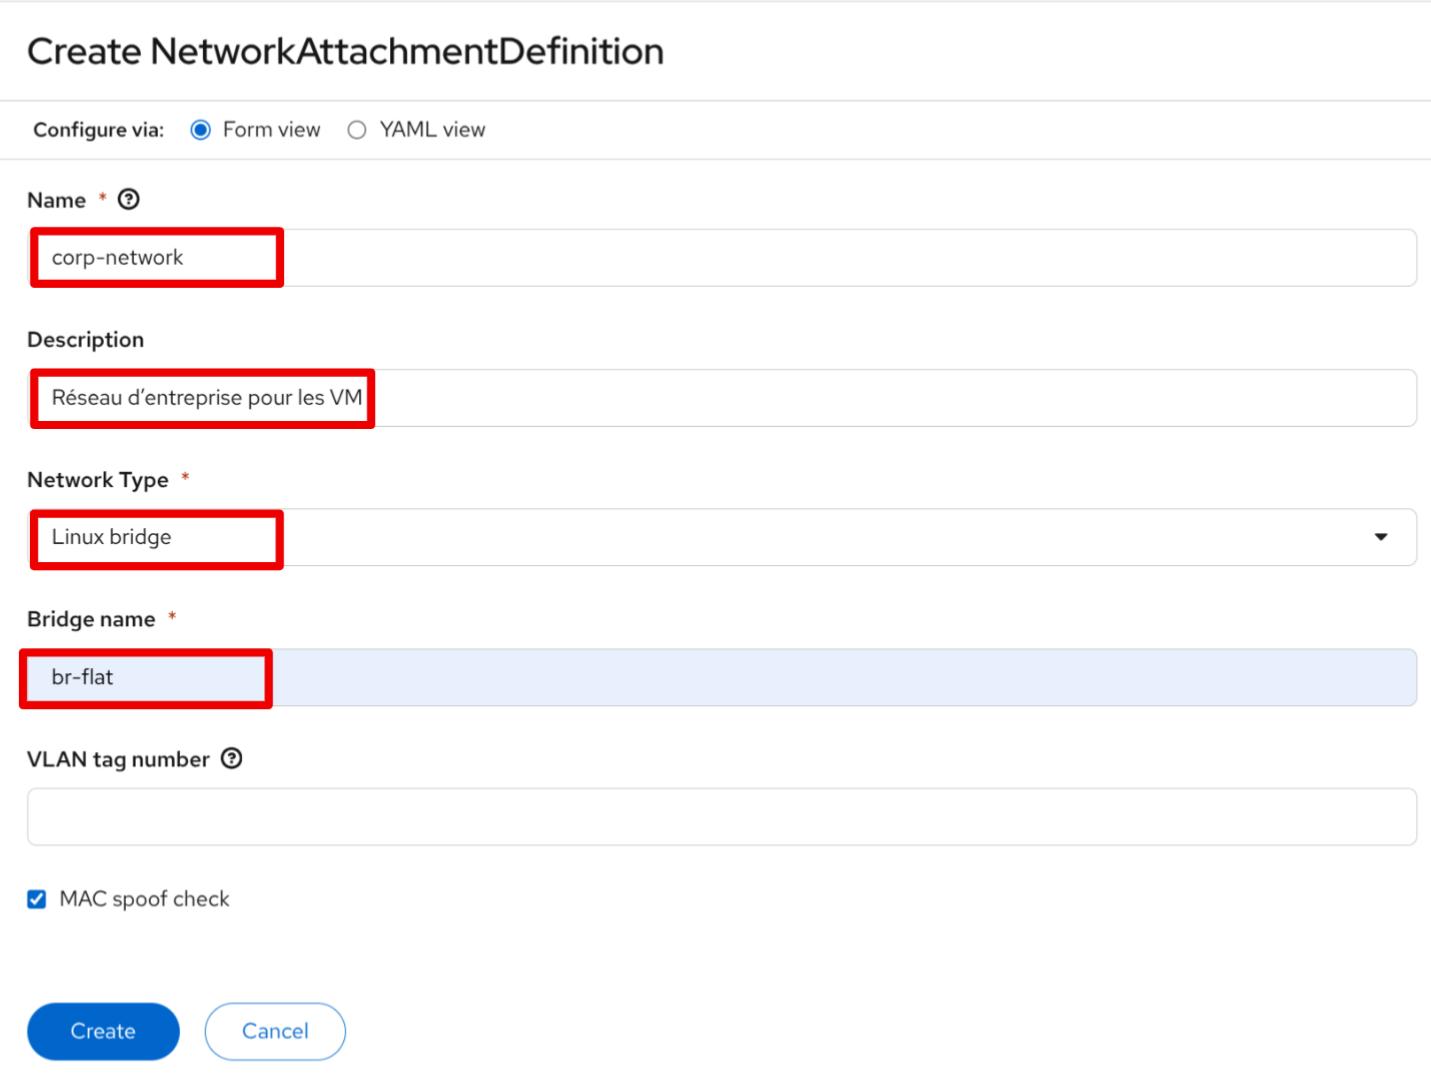 Create NetworkAttachmentDefinition
Configure via: Form view YAML view
Name *
corp-network
Description
Réseau d’entreprise pour les VM
Network Type *
Linux bridge
Bridge name *
br-flat
VLAN tag number
MAC spoof check
Create Cancel